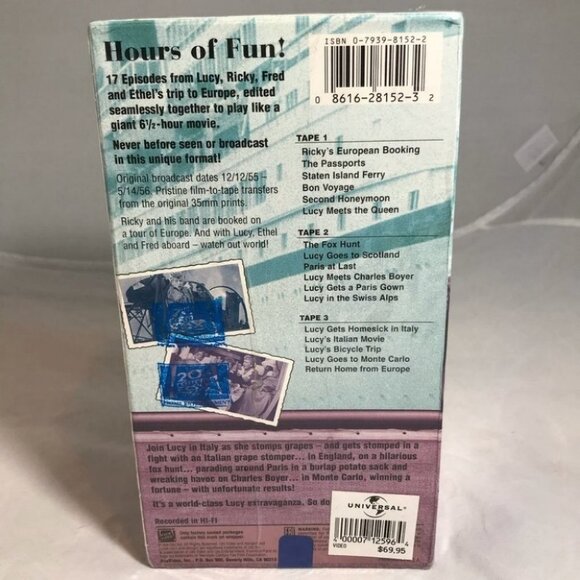 Hours of Fun!
17 Episodes from Lucy, Ricky, Fred
and Ethel's trip to Europe, edited
seamlessly together to play like a
giant 6½-hour movie.
Never before seen or broadcast
in this unique format!
Original broadcast dates 12/12/55 –
5/14/56. Pristine film-to-tape transfers
from the original 35mm prints.
Ricky and his band are booked on
a tour of Europe. And with Lucy, Ethel
and Fred aboard – watch out world!
ISBN 0-7939-8152-2
0 8616-28152-3 2
TAPE 1
Ricky's European Booking
The Passports
Staten Island Ferry
Bon Voyage
Second Honeymoon
Lucy Meets the Queen
TAPE 2
The Fox Hunt
Lucy Goes to Scotland
Paris at Last
Lucy Meets Charles Boyer
Lucy Gets a Paris Gown
Lucy in the Swiss Alps
TAPE 3
Lucy Gets Homesick in Italy
Lucy's Italian Movie
Lucy's Bicycle Trip
Lucy Goes to Monte Carlo
Return Home from Europe
Join Lucy in Italy as she stomps grapes – and gets stomped in a
fight with an Italian grape stomper... In England, on a hilarious
fox hunt... parading around Paris in a burlap potato sack and
wreaking havoc on Charles Boyer... in Monte Carlo, winning a
fortune – with unfortunate results!
It's a world-class Lucy extravaganza. So do
Recorded in HI-FI
UNIVERSAL
2 00007 12596 4
VIDEO
$69.95